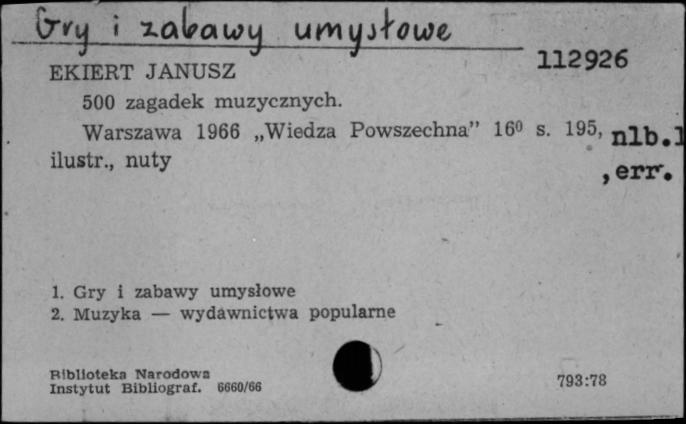 Gry i zabawy umysłowe
112926
EKIERT JANUSZ
500 zagadek muzycznych.
Warszawa 1966 „Wiedza Powszechna” 16⁰ s. 195, nlb.1
ilustr., nuty
,err.
1. Gry i zabawy umysłowe
2. Muzyka — wydawnictwa popularne
Biblioteka Narodowa
Instytut Bibliograf. 6660/66
793:78